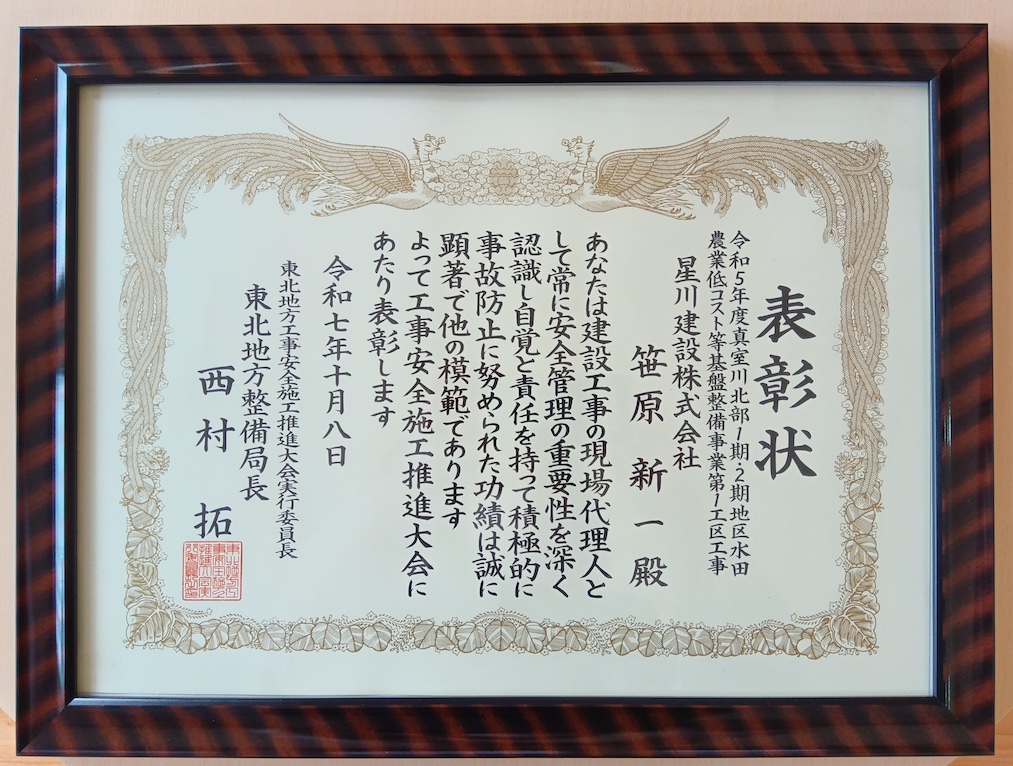 表彰状
令和5年度真室川北部1期・2期地区水田
農業低コスト等基盤整備事業第1工区工事
星川建設株式会社
笹原 新一 殿
あなたは建設工事の現場代理人と
して常に安全管理の重要性を深く
認識し自覚と責任を持って積極的に
事故防止に努められた功績は誠に
顕著で他の模範であります
よって工事安全施工推進大会に
あたり表彰します
令和七年十月八日
東北地方工事安全施工推進大会実行委員長
東北地方整備局長
西村 拓